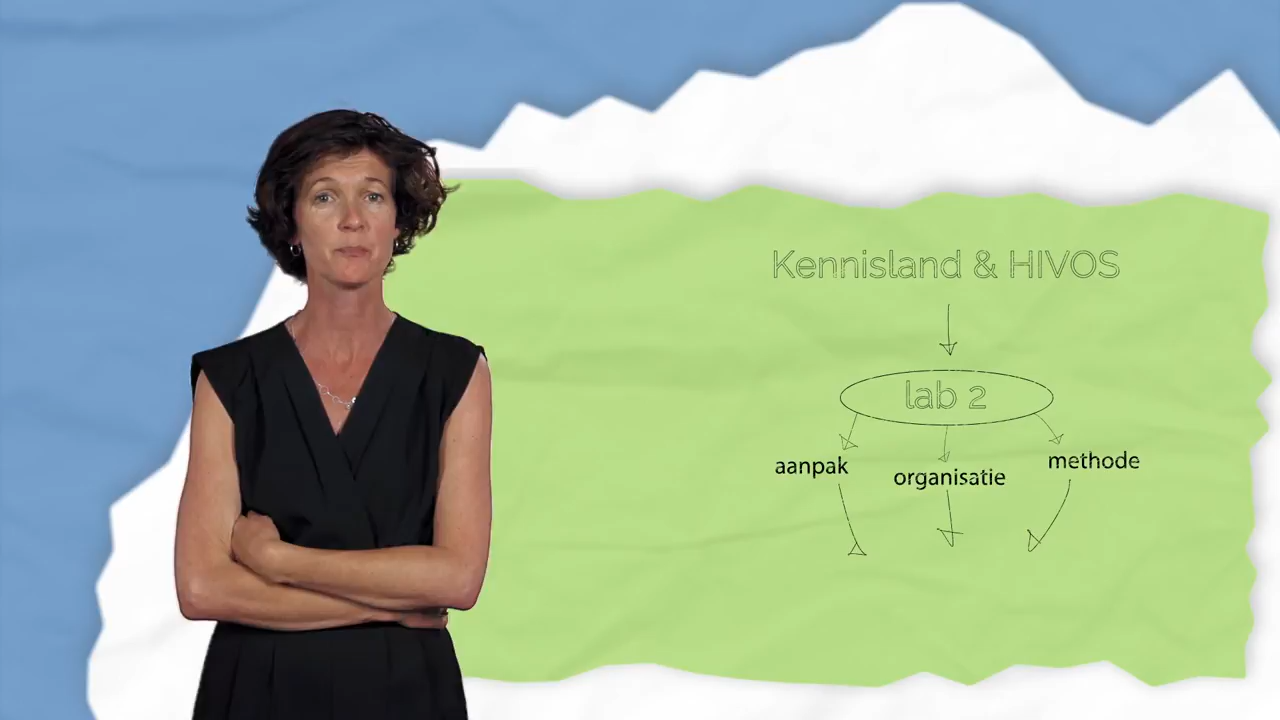 Kennisland & HIVOS
lab 2
aanpak
organisatie
methode